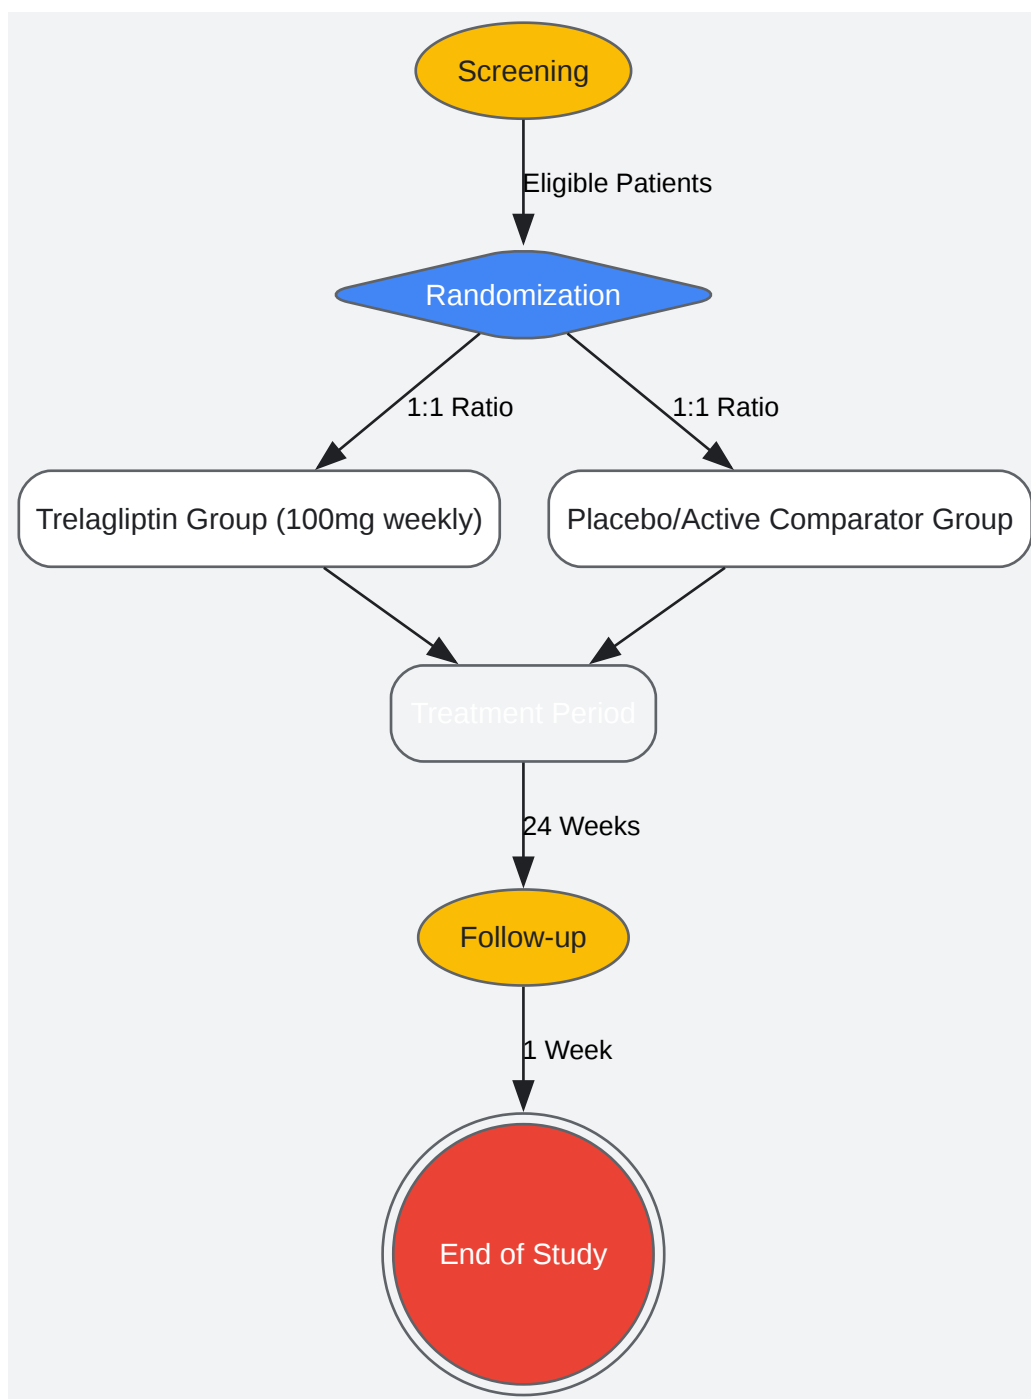 Screening
Eligible Patients
Randomization
1:1 Ratio
1:1 Ratio
Trelagliptin Group (100mg weekly)
Placebo/Active Comparator Group
Treatment Period
24 Weeks
Follow-up
1 Week
End of Study